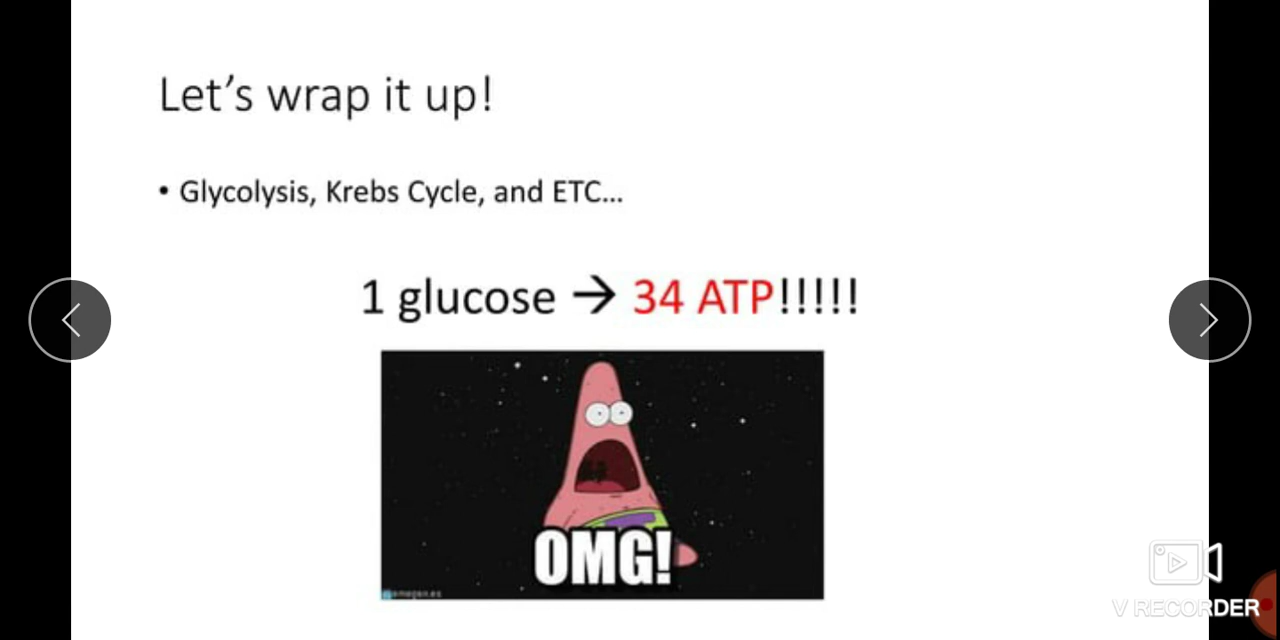 Let's wrap it up!
• Glycolysis, Krebs Cycle, and ETC...
1 glucose → 34 ATP!!!!!
OMG!
V RECORDER